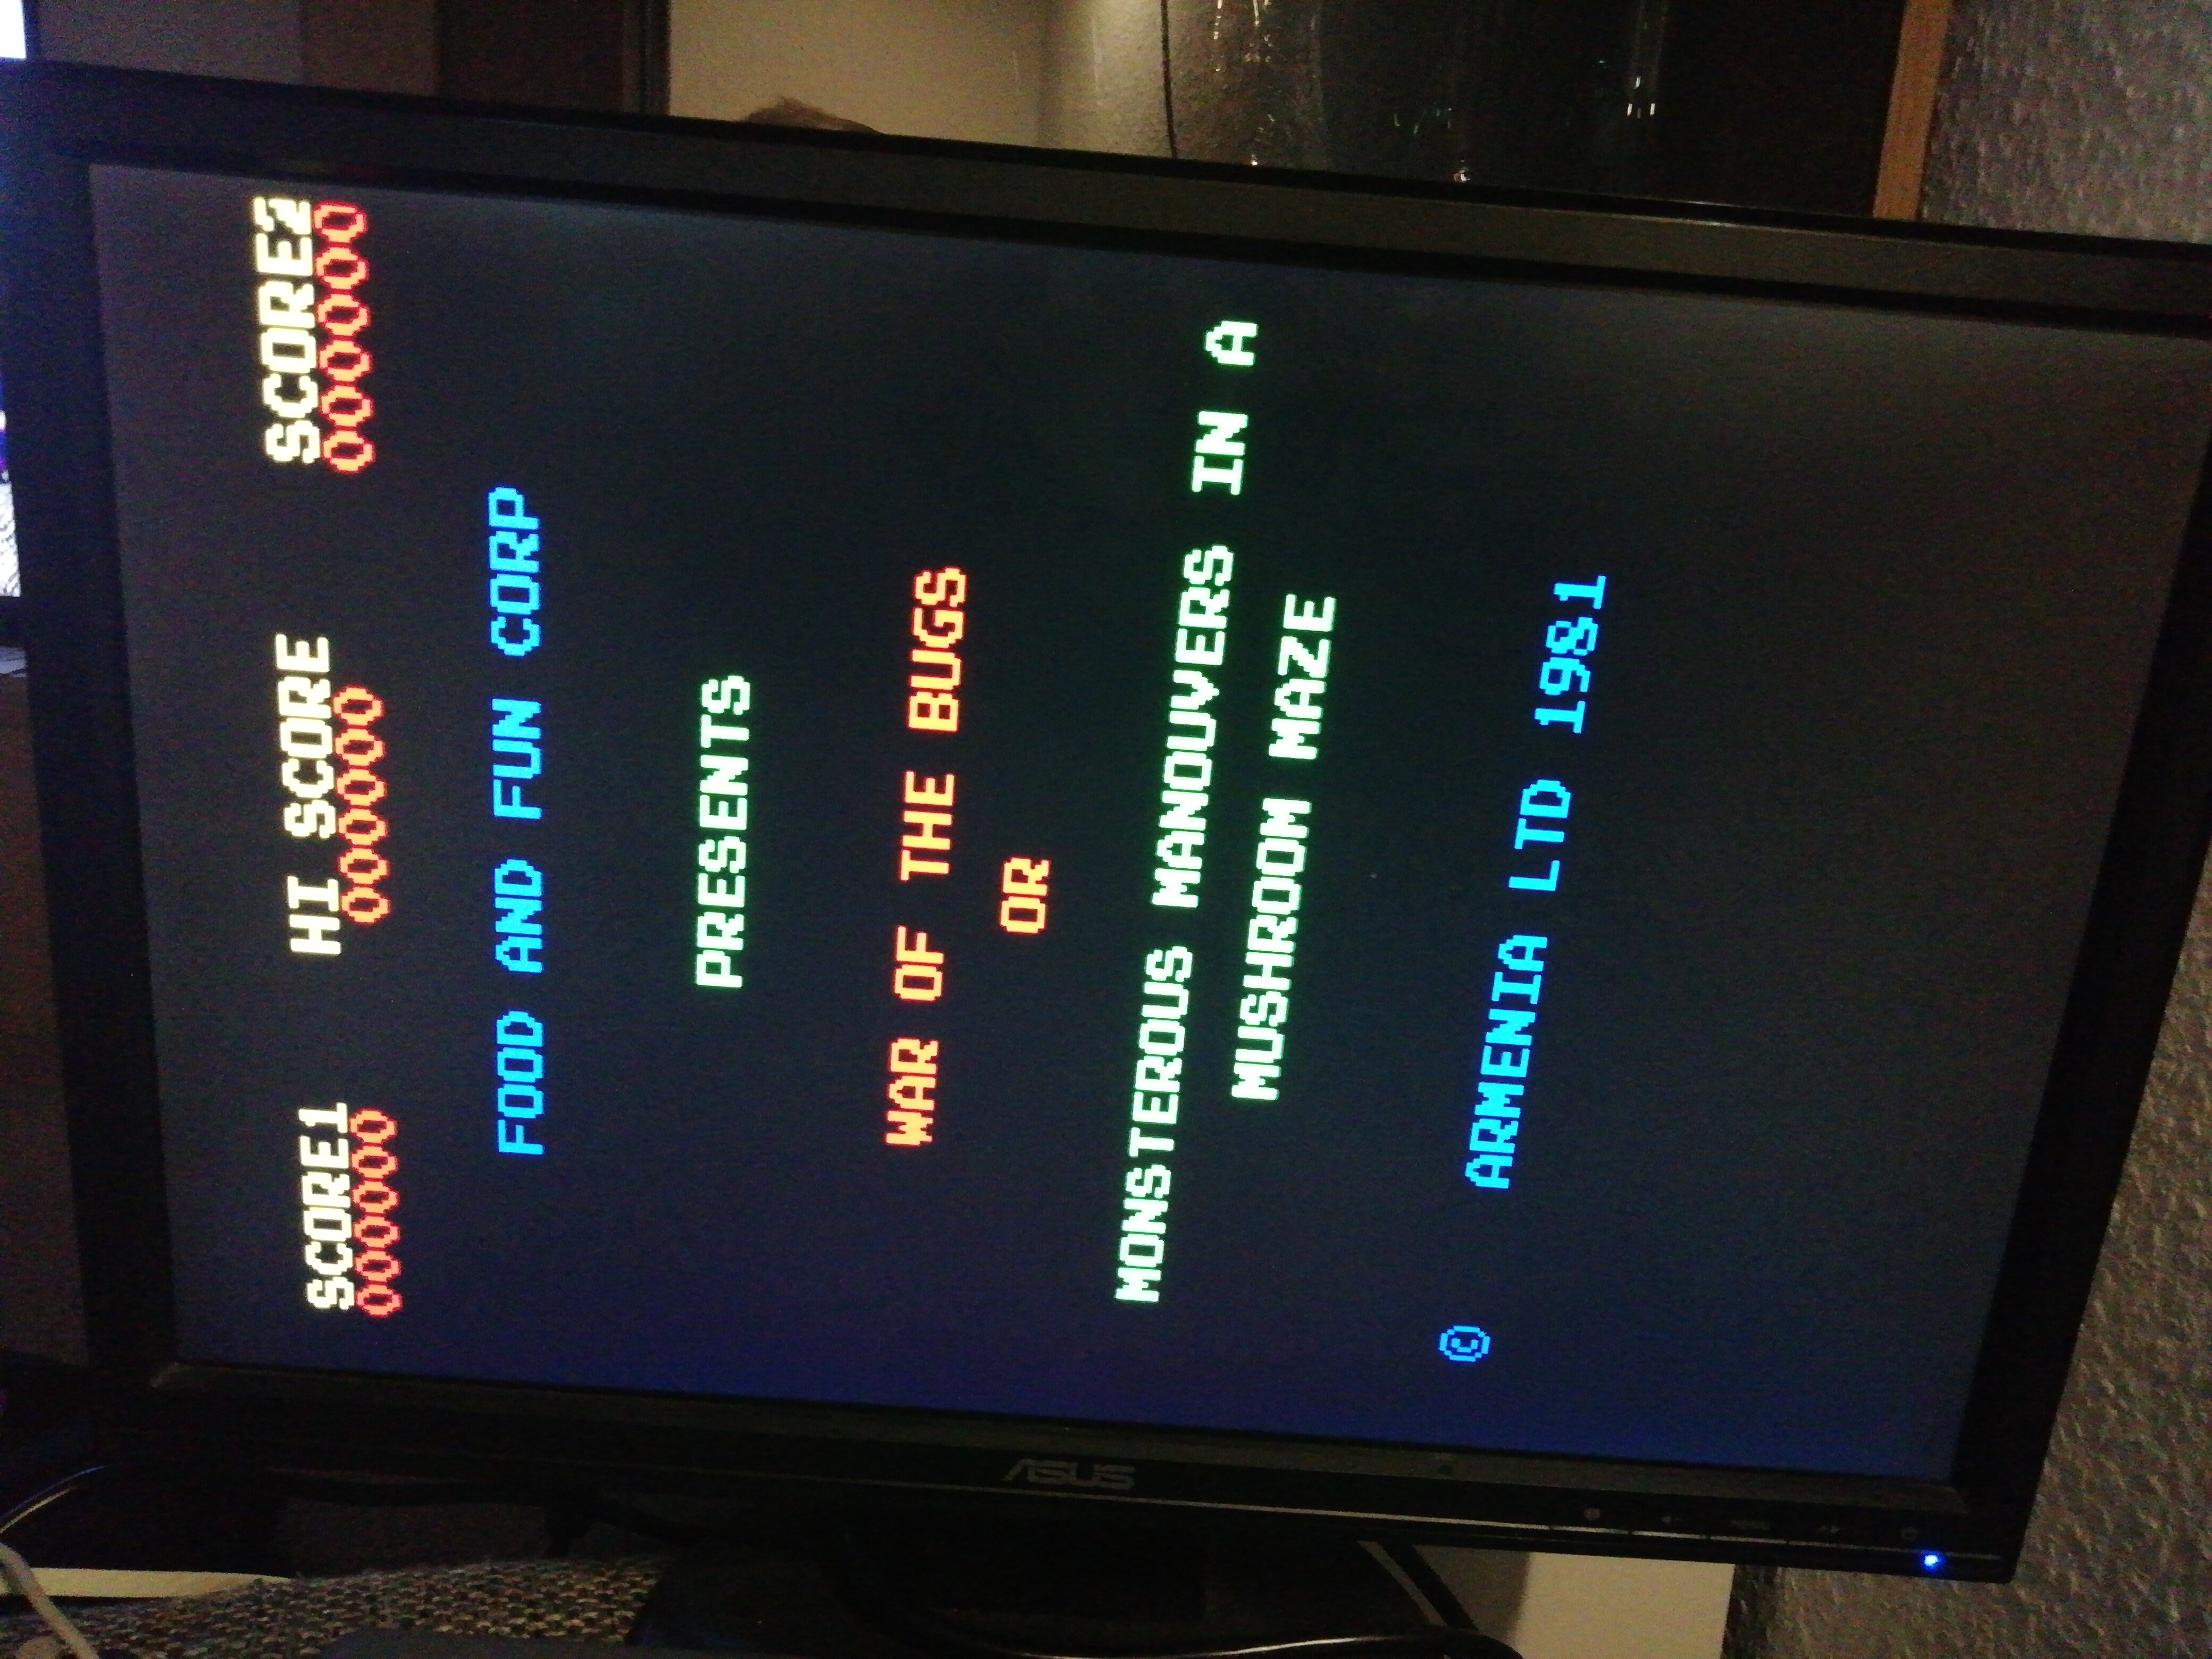 SCORE1 HI SCORE SCORE2
000000 000000 000000
FOOD AND FUN CORP
PRESENTS
WAR OF THE BUGS
OR
MONSTEROUS MANOUVERS IN A
MUSHROOM MAZE
© ARMENIA LTD 1981
ASUS
MENU